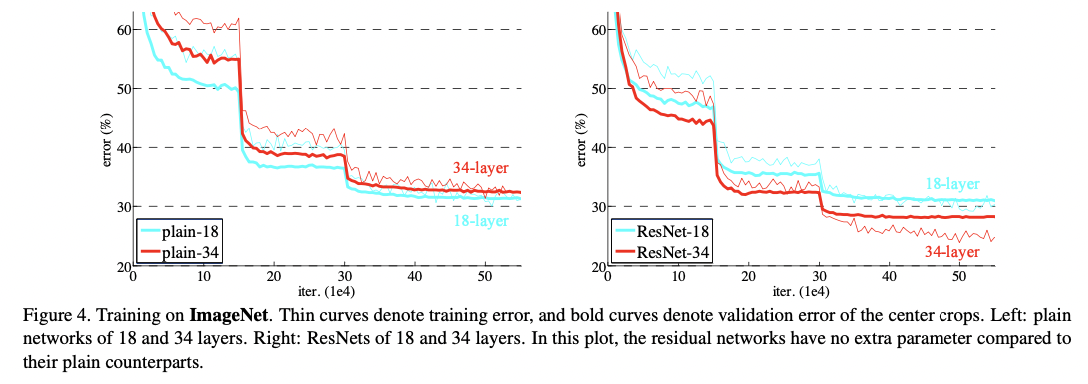 60
50
40
30
20
0
10
20
30
40
50
error (%)
iter. (1e4)
34-layer
18-layer
plain-18
plain-34
60
50
40
30
20
0
10
20
30
40
50
error (%)
iter. (1e4)
18-layer
34-layer
ResNet-18
ResNet-34
Figure 4. Training on ImageNet. Thin curves denote training error, and bold curves denote validation error of the center crops. Left: plain
networks of 18 and 34 layers. Right: ResNets of 18 and 34 layers. In this plot, the residual networks have no extra parameter compared to
their plain counterparts.